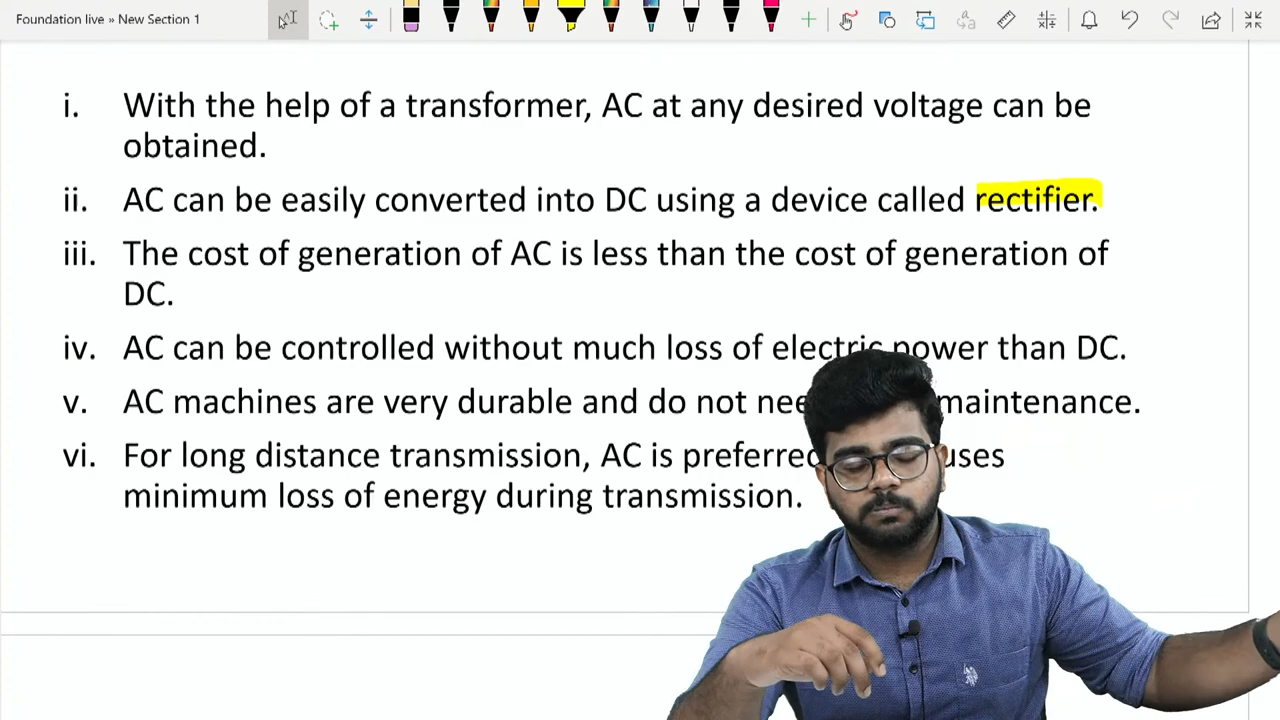 Foundation live » New Section 1
i. With the help of a transformer, AC at any desired voltage can be
obtained.
ii. AC can be easily converted into DC using a device called rectifier.
iii. The cost of generation of AC is less than the cost of generation of
DC.
iv. AC can be controlled without much loss of electric power than DC.
v. AC machines are very durable and do not maintenance.
vi. For long distance transmission, AC is preferred
minimum loss of energy during transmission.